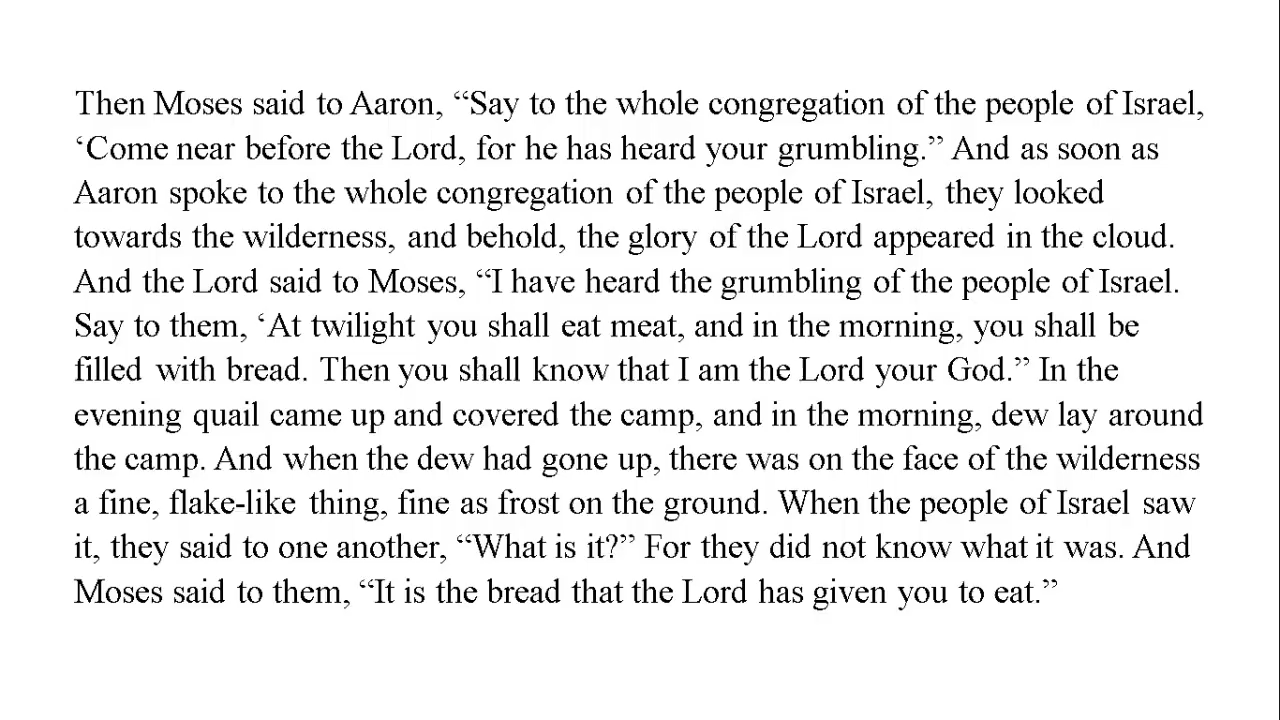 Then Moses said to Aaron, “Say to the whole congregation of the people of Israel,
‘Come near before the Lord, for he has heard your grumbling.” And as soon as
Aaron spoke to the whole congregation of the people of Israel, they looked
towards the wilderness, and behold, the glory of the Lord appeared in the cloud.
And the Lord said to Moses, “I have heard the grumbling of the people of Israel.
Say to them, ‘At twilight you shall eat meat, and in the morning, you shall be
filled with bread. Then you shall know that I am the Lord your God.” In the
evening quail came up and covered the camp, and in the morning, dew lay around
the camp. And when the dew had gone up, there was on the face of the wilderness
a fine, flake-like thing, fine as frost on the ground. When the people of Israel saw
it, they said to one another, “What is it?” For they did not know what it was. And
Moses said to them, “It is the bread that the Lord has given you to eat.”